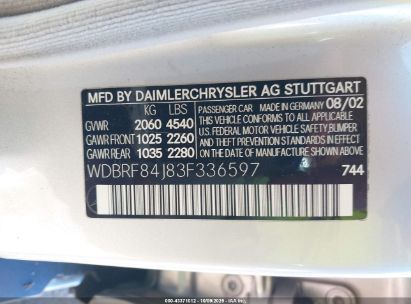 MFD BY DAIMLERCHRYSLER AG STUTTGART
KG LBS
GVWR 2060 4540
GAWR FRONT 1025 2260
GAWR REAR 1035 2280
PASSENGER CAR MADE IN GERMANY 08/02
THIS VEHICLE CONFORMS TO ALL APPLICABLE
U.S. FEDERAL MOTOR VEHICLE SAFETY, BUMPER
AND THEFT PREVENTION STANDARDS IN EFFECT
ON THE DATE OF MANUFACTURE SHOWN ABOVE
WDBRF84J83F336597
744